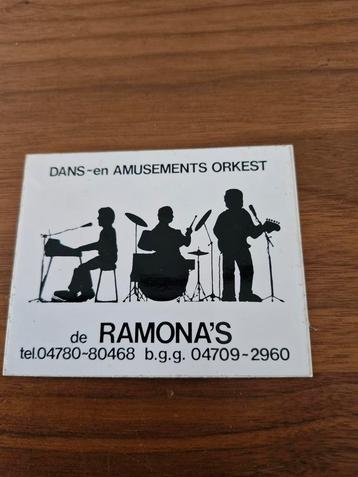 DANS-en AMUSEMENTS ORKEST
de RAMONA'S
tel.04780-80468 b.g.g. 04709-2960